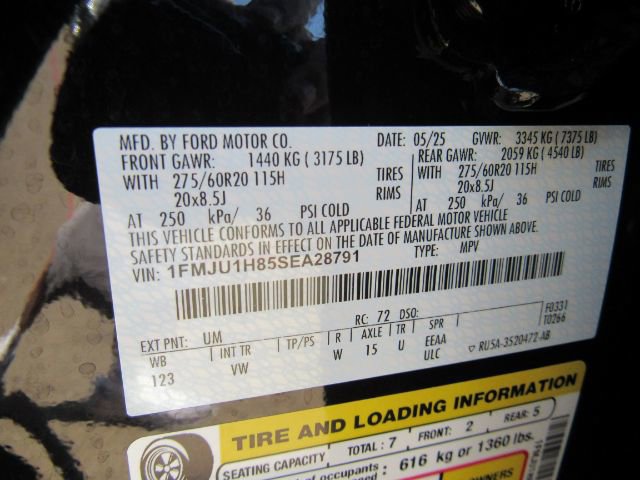 MFD. BY FORD MOTOR CO. DATE: 05/25 GVWR: 3345 KG (7375 LB)
FRONT GAWR: 1440 KG (3175 LB) REAR GAWR: 2059 KG (4540 LB)
WITH 275/60R20 115H TIRES WITH 275/60R20 115H TIRES
20x8.5J RIMS 20x8.5J RIMS
AT 250 kPa/ 36 PSI COLD AT 250 kPa/ 36 PSI COLD
THIS VEHICLE CONFORMS TO ALL APPLICABLE FEDERAL MOTOR VEHICLE
SAFETY STANDARDS IN EFFECT ON THE DATE OF MANUFACTURE SHOWN ABOVE.
VIN: 1FMJU1H85SEA28791 TYPE: MPV
F0331
T0266
EXT PNT: UM RC: 72 DSO:
WB INT TR TP/PS R AXLE TR SPR
123 VW W 15 U EEAA
ULC ▽ RU5A-3520472-AB
TIRE AND LOADING INFORMATION
SEATING CAPACITY TOTAL: 7 FRONT: 2 REAR: 5
of occupants 616 kg or 1360 lbs.